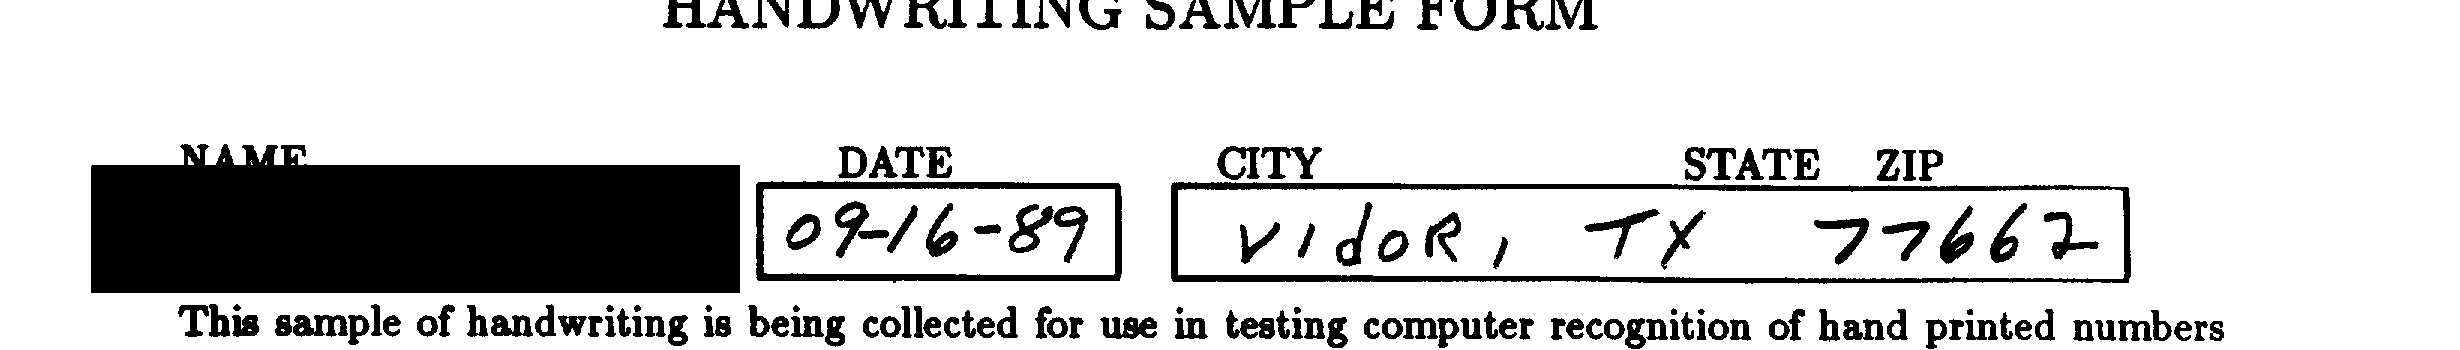 HANDWRITING SAMPLE FORM
NAME DATE CITY STATE ZIP
09-16-89 VIdoR, TX 77662
This sample of handwriting is being collected for use in testing computer recognition of hand printed numbers